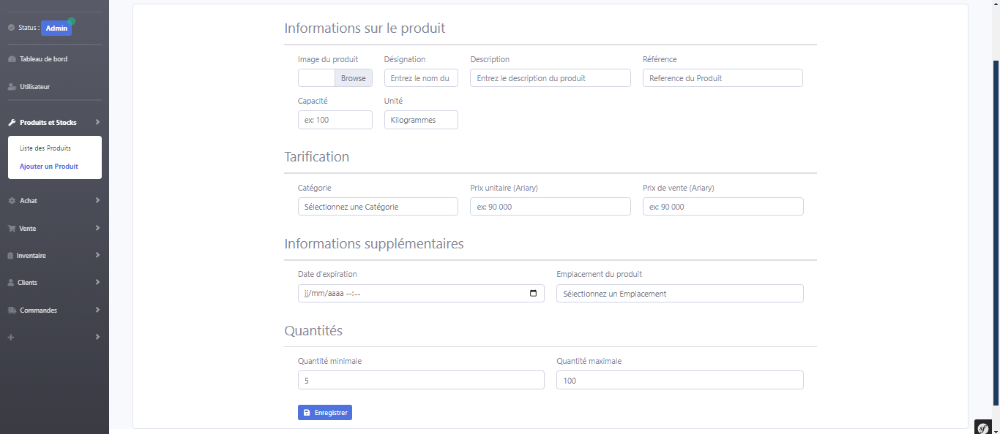 Status : Admin
Tableau de bord
Utilisateur
Produits et Stocks
Liste des Produits
Ajouter un Produit
Achat
Vente
Inventaire
Clients
Commandes
Informations sur le produit
Image du produit Désignation Description Référence
Browse Entrez le nom du Entrez le description du produit Reference du Produit
Capacité Unité
ex: 100 Kilogrammes
Tarification
Catégorie Prix unitaire (Ariary) Prix de vente (Ariary)
Sélectionnez une Catégorie ex: 90 000 ex: 90 000
Informations supplémentaires
Date d'expiration Emplacement du produit
jj/mm/aaaa --:-- Sélectionnez un Emplacement
Quantités
Quantité minimale Quantité maximale
5 100
Enregistrer
sf